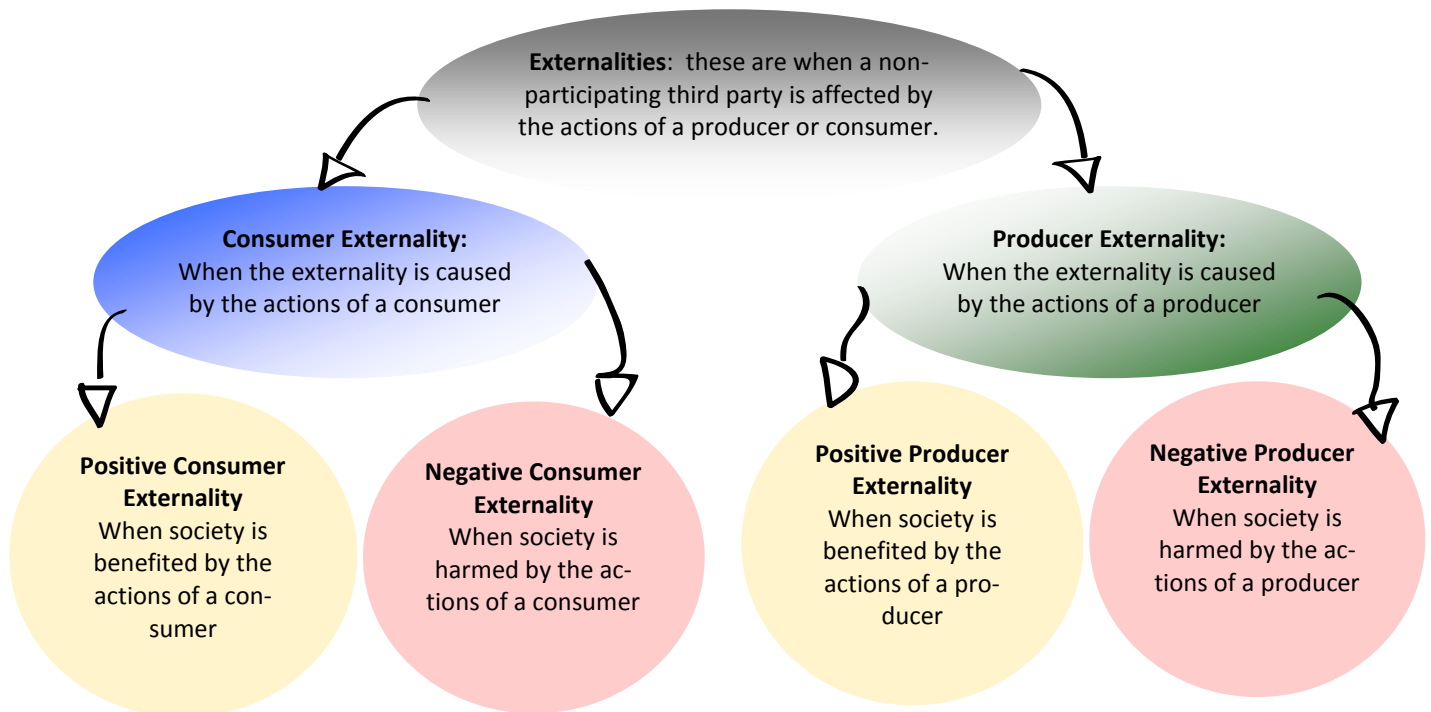 Externalities: these are when a non-
participating third party is affected by
the actions of a producer or consumer.
Consumer Externality:
When the externality is caused
by the actions of a consumer
Producer Externality:
When the externality is caused
by the actions of a producer
Positive Consumer
Externality
When society is
benefited by the
actions of a con-
sumer
Negative Consumer
Externality
When society is
harmed by the ac-
tions of a consumer
Positive Producer
Externality
When society is
benefited by the
actions of a pro-
ducer
Negative Producer
Externality
When society is
harmed by the ac-
tions of a producer